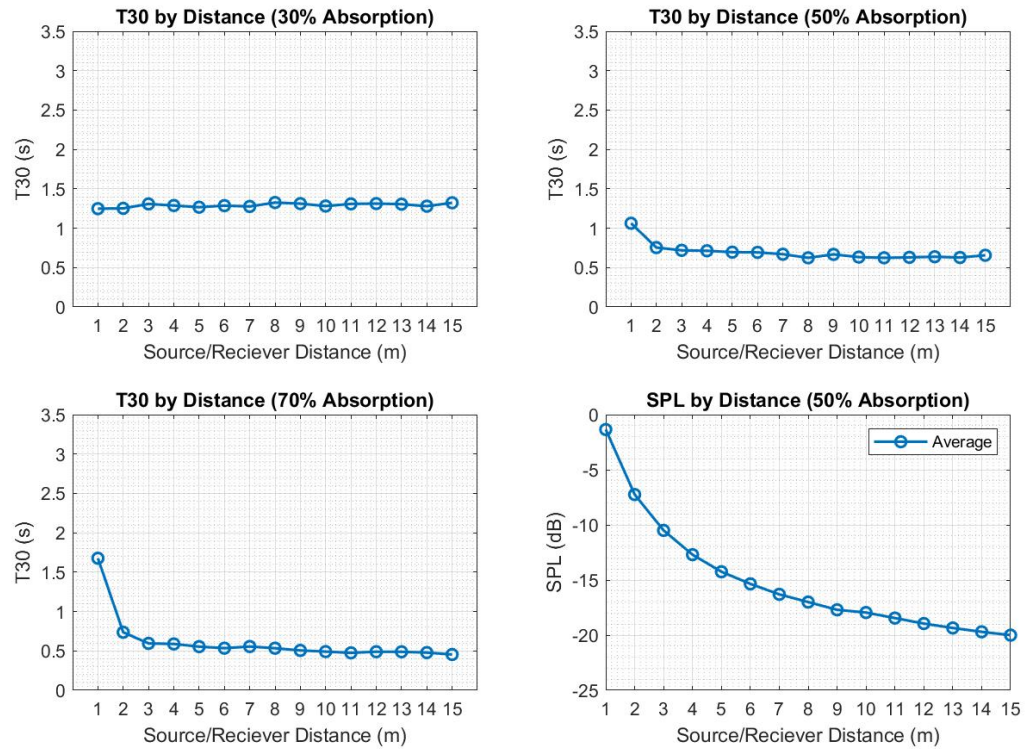 T30 by Distance (30% Absorption)
3.5
3
2.5
2
1.5
1
0.5
0
T30 (s)
1 2 3 4 5 6 7 8 9 10 11 12 13 14 15
Source/Reciever Distance (m)
T30 by Distance (50% Absorption)
3.5
3
2.5
2
1.5
1
0.5
0
T30 (s)
1 2 3 4 5 6 7 8 9 10 11 12 13 14 15
Source/Reciever Distance (m)
T30 by Distance (70% Absorption)
3.5
3
2.5
2
1.5
1
0.5
0
T30 (s)
1 2 3 4 5 6 7 8 9 10 11 12 13 14 15
Source/Reciever Distance (m)
SPL by Distance (50% Absorption)
0
-5
-10
-15
-20
-25
SPL (dB)
Average
1 2 3 4 5 6 7 8 9 10 11 12 13 14 15
Source/Reciever Distance (m)